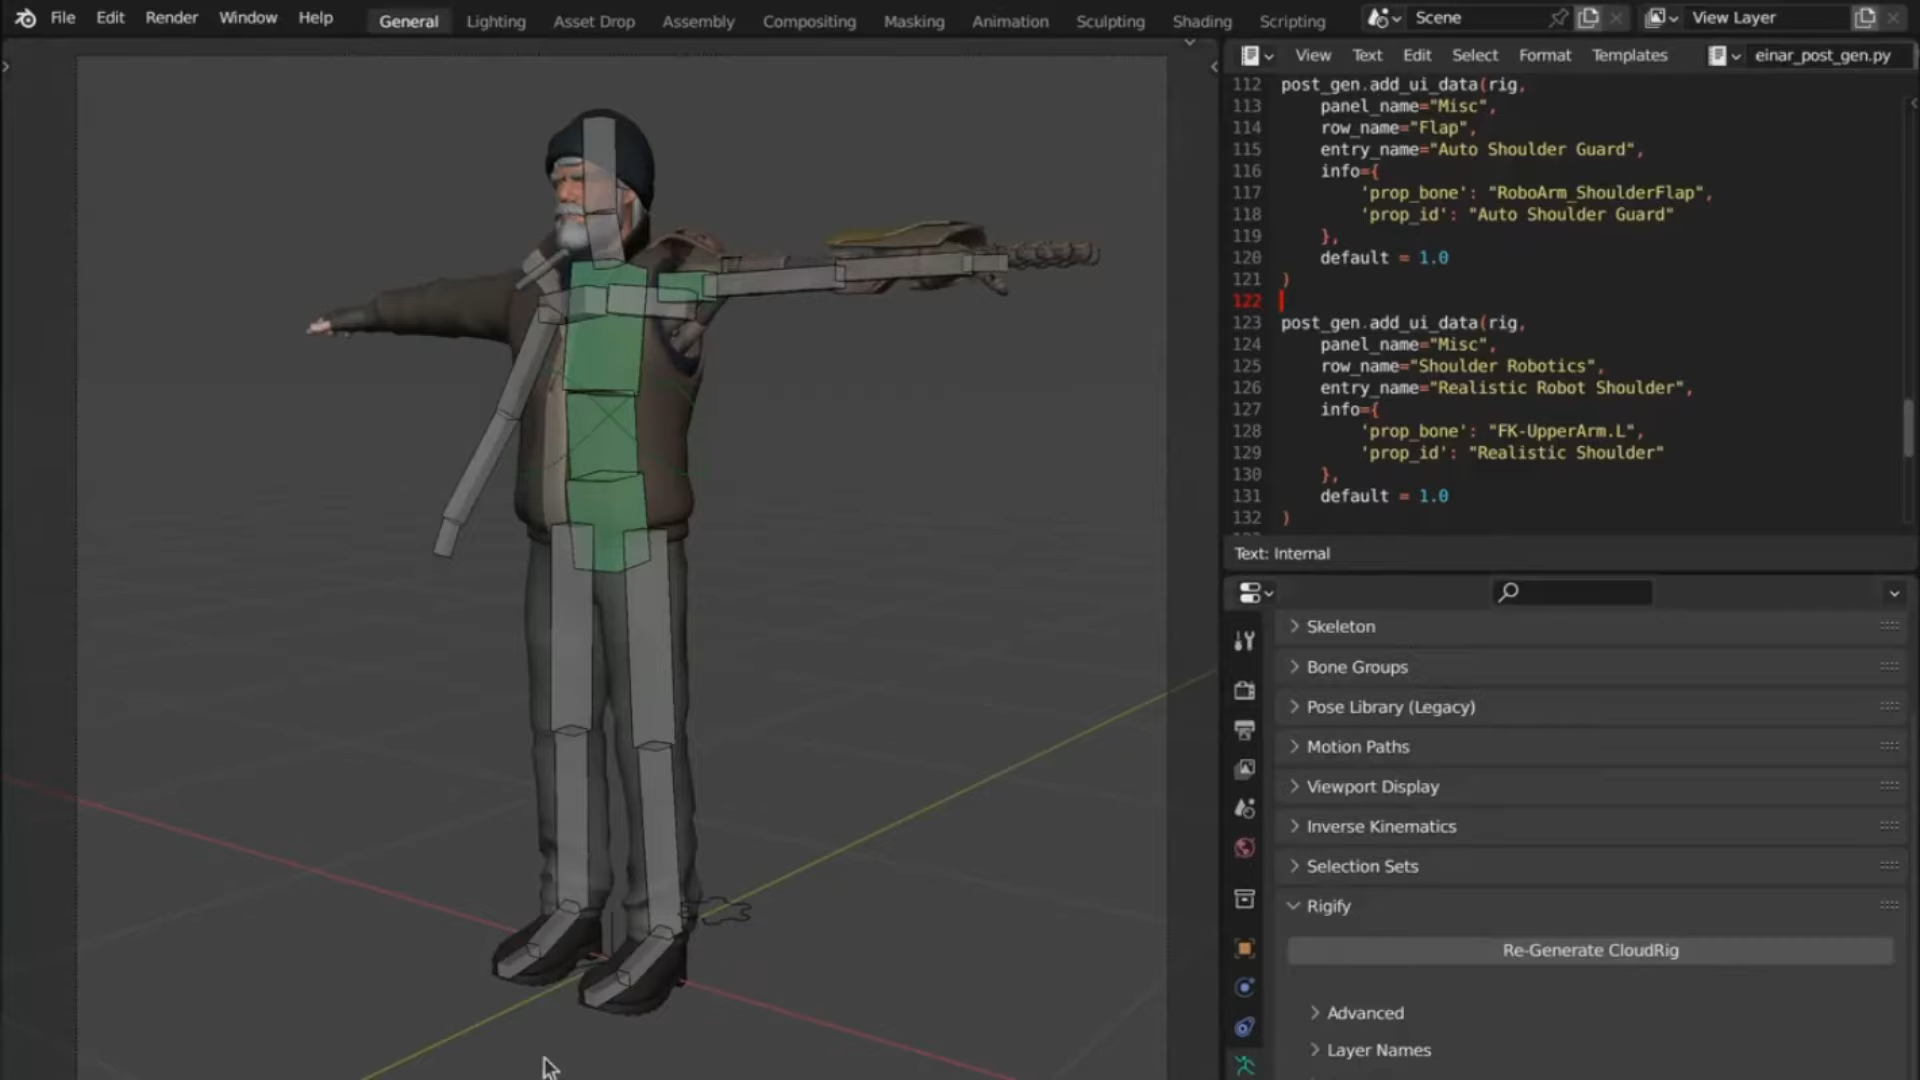 File Edit Render Window Help General Lighting Asset Drop Assembly Compositing Masking Animation Sculpting Shading Scripting Scene View Layer
View Text Edit Select Format Templates einar_post_gen.py
112 post_gen.add_ui_data(rig,
113 panel_name="Misc",
114 row_name="Flap",
115 entry_name="Auto Shoulder Guard",
116 info={
117 'prop_bone': "RoboArm_ShoulderFlap",
118 'prop_id': "Auto Shoulder Guard"
119 },
120 default = 1.0
121 )
122
123 post_gen.add_ui_data(rig,
124 panel_name="Misc",
125 row_name="Shoulder Robotics",
126 entry_name="Realistic Robot Shoulder",
127 info={
128 'prop_bone': "FK-UpperArm.L",
129 'prop_id': "Realistic Shoulder"
130 },
131 default = 1.0
132 )
Text: Internal
Skeleton
Bone Groups
Pose Library (Legacy)
Motion Paths
Viewport Display
Inverse Kinematics
Selection Sets
Rigify
Re-Generate CloudRig
Advanced
Layer Names